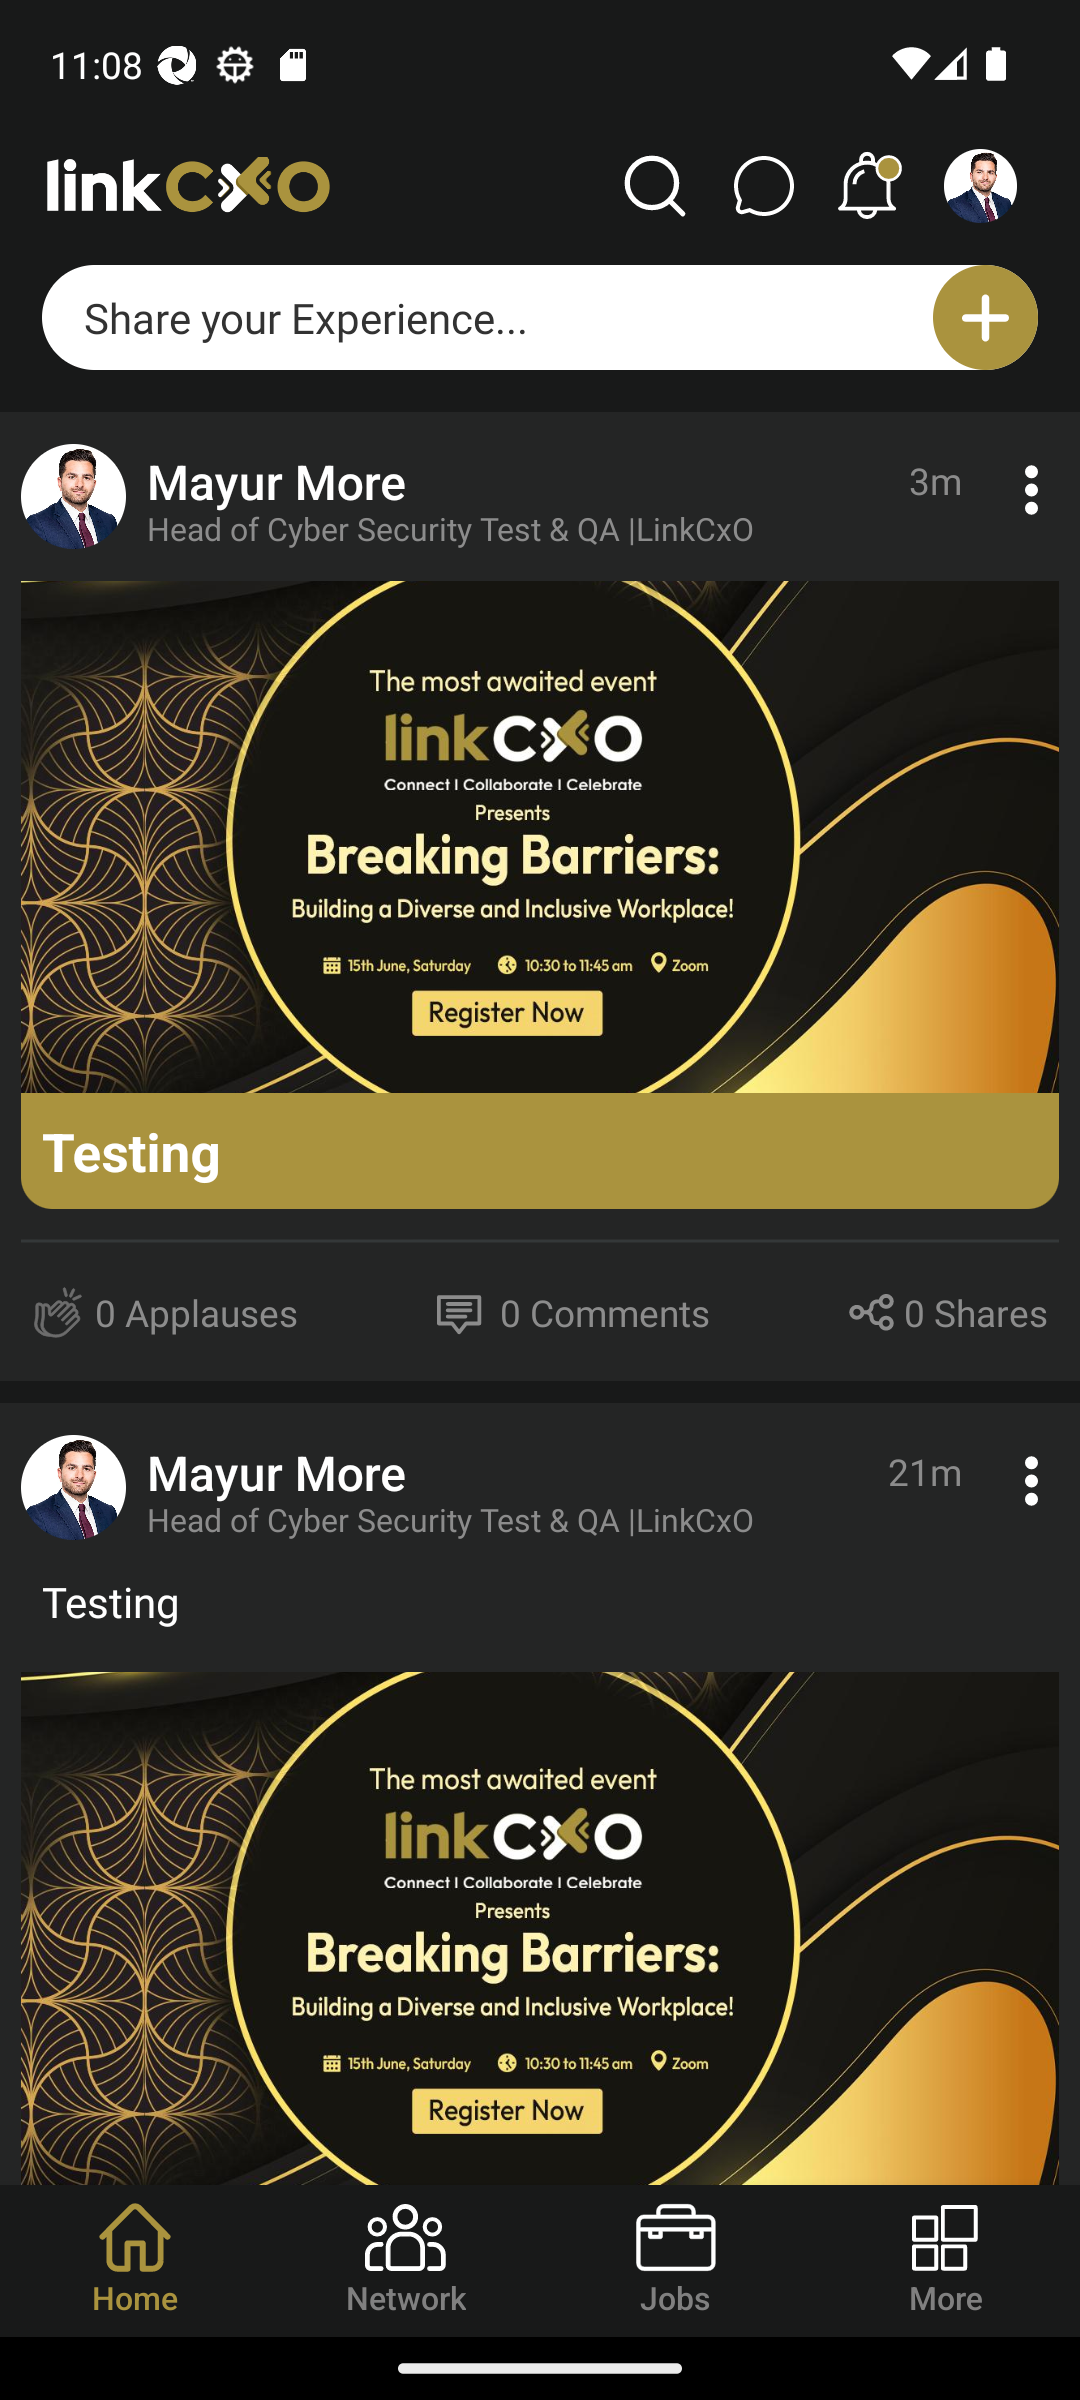 11:08
linkCxO
Share your Experience...
Mayur More
3m
Head of Cyber Security Test & QA |LinkCxO
The most awaited event
linkCxO
Connect | Collaborate | Celebrate
Presents
Breaking Barriers:
Building a Diverse and Inclusive Workplace!
15th June, Saturday 10:30 to 11:45 am Zoom
Register Now
Testing
0 Applauses 0 Comments 0 Shares
Mayur More
21m
Head of Cyber Security Test & QA |LinkCxO
Testing
The most awaited event
linkCxO
Connect | Collaborate | Celebrate
Presents
Breaking Barriers:
Building a Diverse and Inclusive Workplace!
15th June, Saturday 10:30 to 11:45 am Zoom
Register Now
Home Network Jobs More